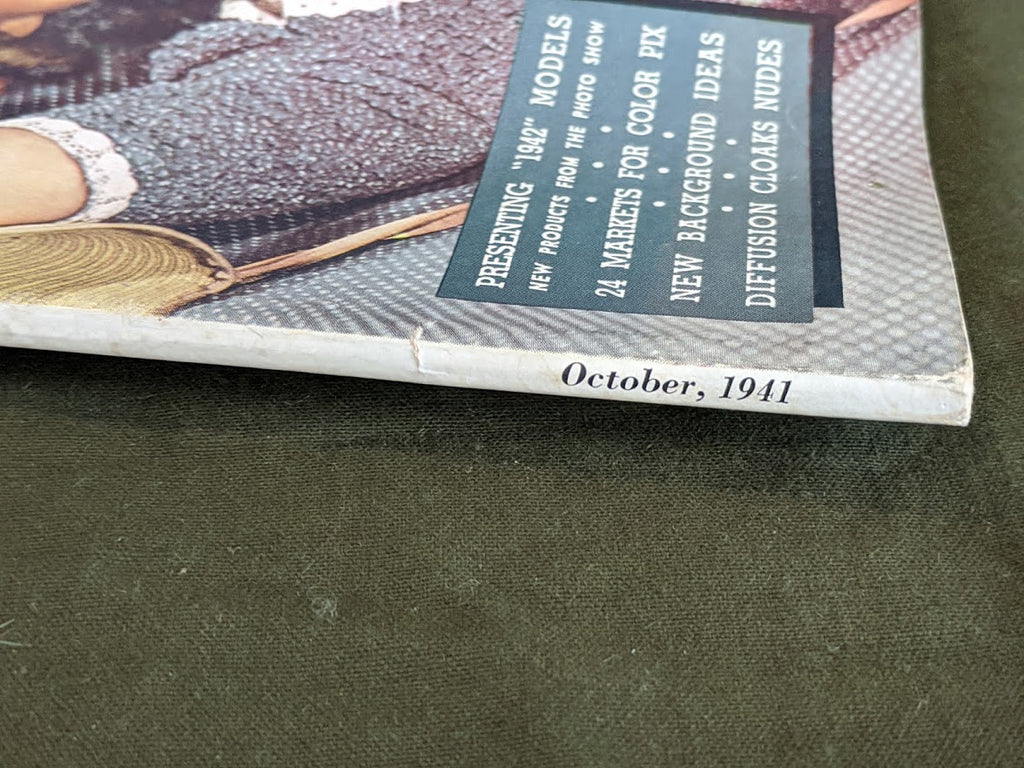 PRESENTING "1942" MODELS
NEW PRODUCTS FROM THE PHOTO SHOW
24 MARKETS FOR COLOR PIX
NEW BACKGROUND IDEAS
DIFFUSION CLOAKS NUDES
October, 1941